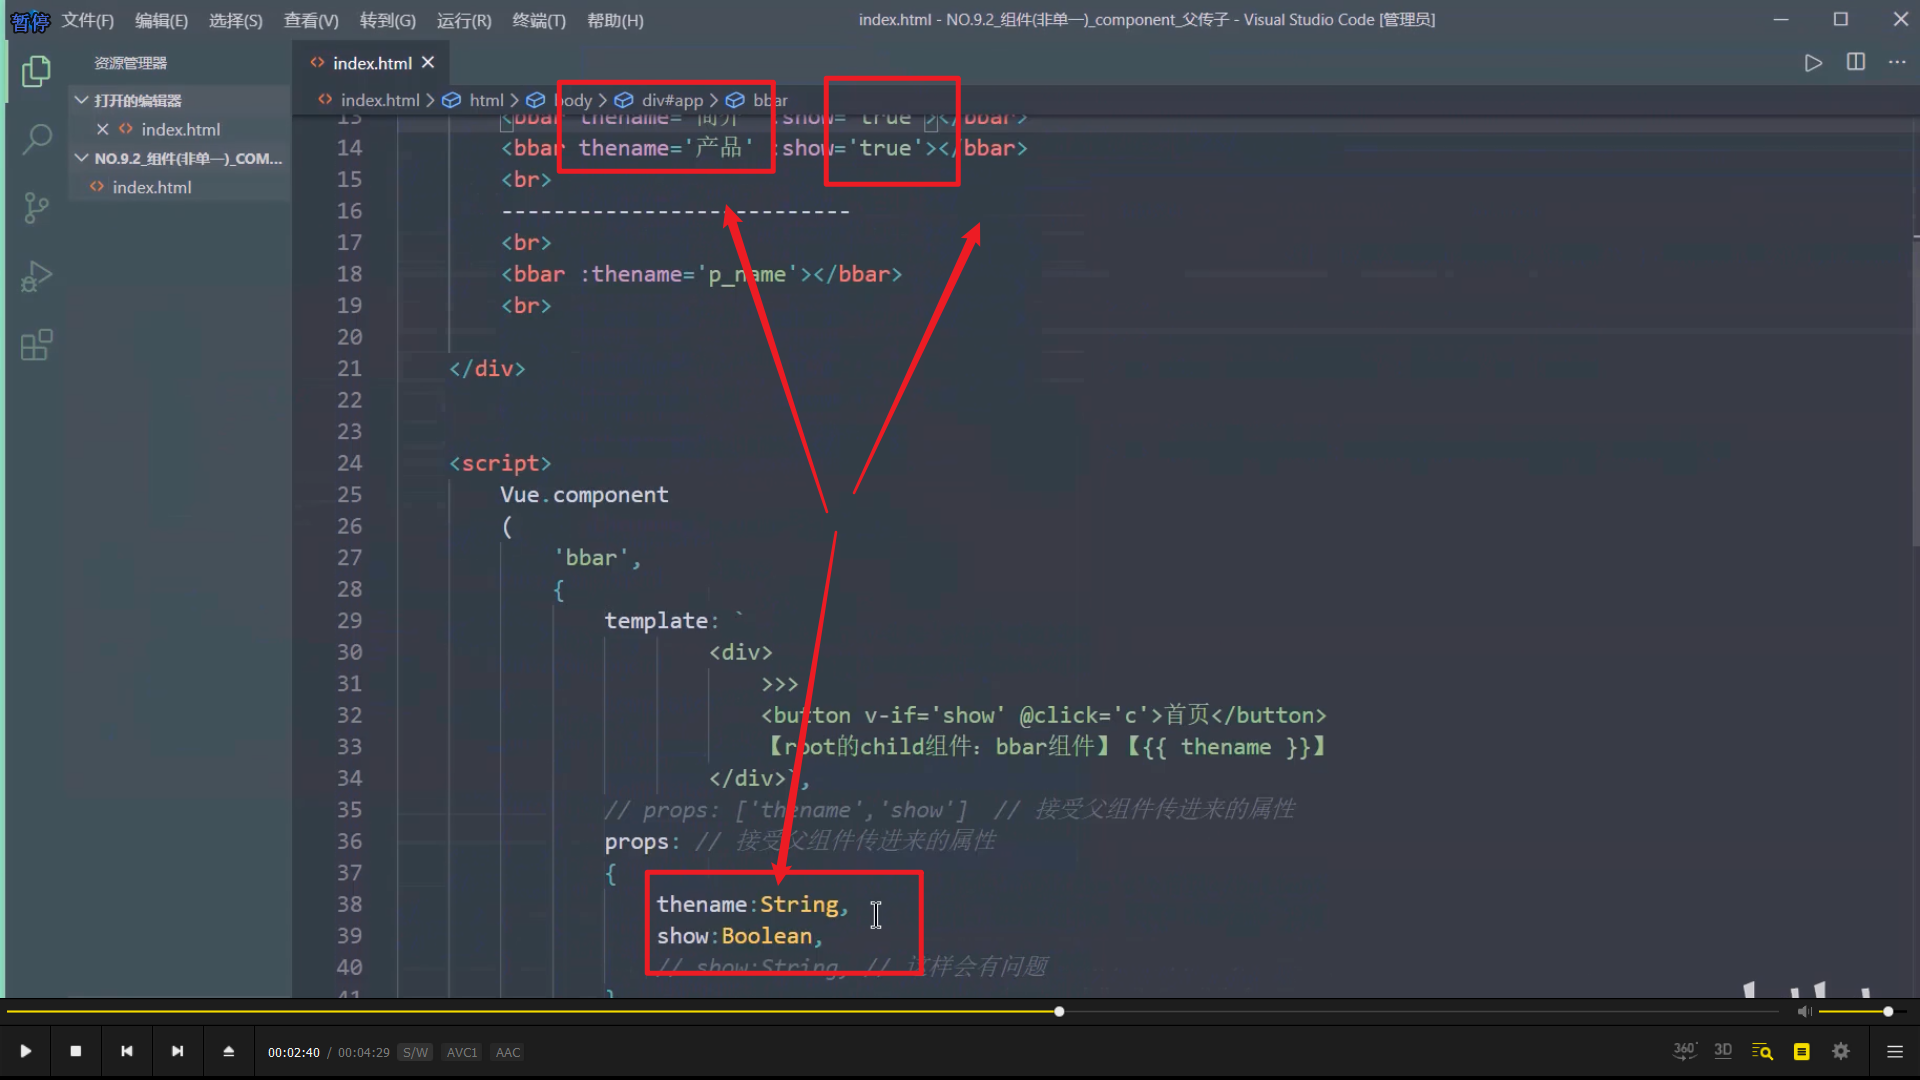 暂停 文件(F) 编辑(E) 选择(S) 查看(V) 转到(G) 运行(R) 终端(T) 帮助(H) index.html - NO.9.2_组件(非单一)_component_父传子 - Visual Studio Code [管理员]
资源管理器
index.html
打开的编辑器
index.html
NO.9.2_组件(非单一)_COM...
index.html
index.html > html > body > div#app > bbar
13 <bbar thename='简介' :show='true'></bbar>
14 <bbar thename='产品' :show='true'></bbar>
15 <br>
16 ---------------------------
17 <br>
18 <bbar :thename='p_name'></bbar>
19 <br>
20
21 </div>
22
23
24 <script>
25 Vue.component
26 (
27 'bbar',
28 {
29 template: `
30 <div>
31 >>>
32 <button v-if='show' @click='c'>首页</button>
33 【root的child组件: bbar组件】【{{ thename }}】
34 </div>`,
35 // props: ['thename','show'] // 接受父组件传进来的属性
36 props: // 接受父组件传进来的属性
37 {
38 thename:String,
39 show:Boolean,
40 // show:String, // 这样会有问题
41 }
00:02:40 / 00:04:29 S/W AVC1 AAC
360° 3D